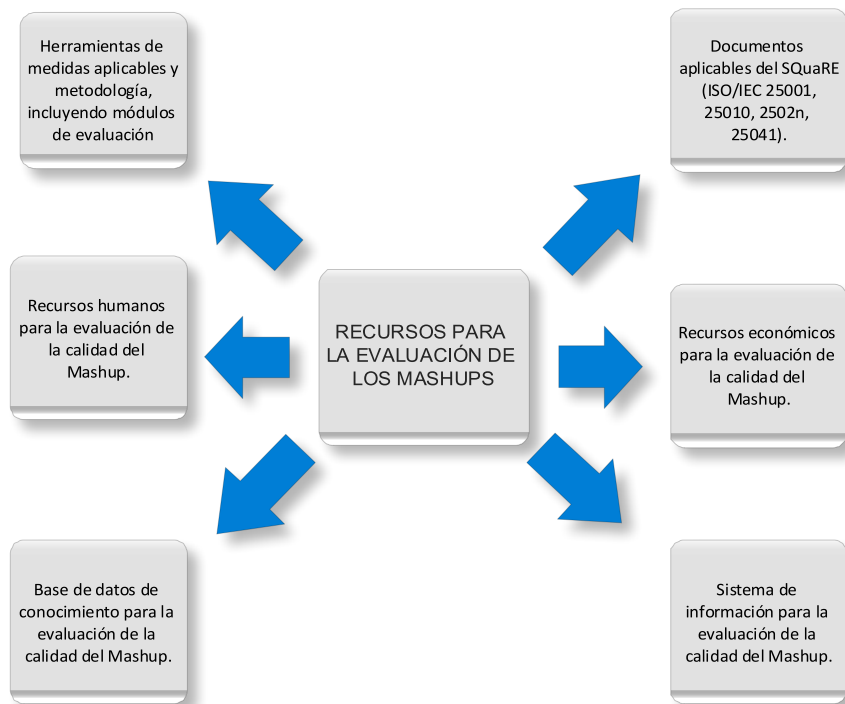 Herramientas de
medidas aplicables y
metodología,
incluyendo módulos
de evaluación
Documentos
aplicables del SQuaRE
(ISO/IEC 25001,
25010, 2502n,
25041).
Recursos humanos
para la evaluación de
la calidad del
Mashup.
RECURSOS PARA
LA EVALUACIÓN DE
LOS MASHUPS
Recursos económicos
para la evaluación de
la calidad del
Mashup.
Base de datos de
conocimiento para la
evaluación de la
calidad del Mashup.
Sistema de
información para la
evaluación de la
calidad del Mashup.